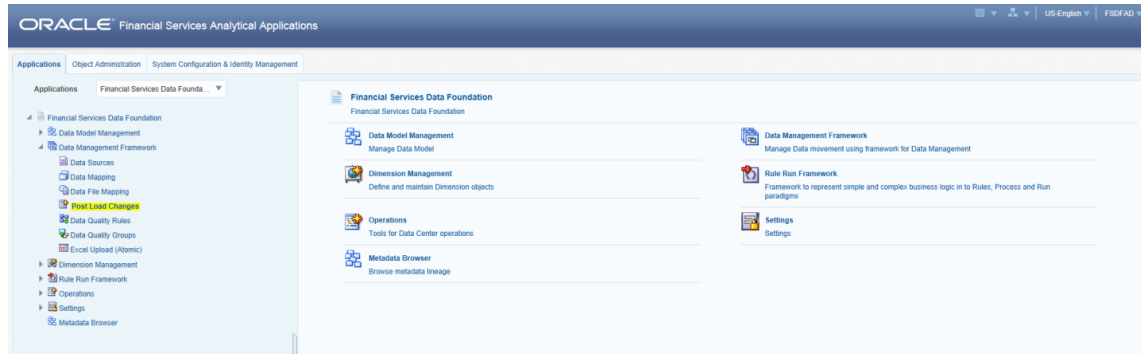 ORACLE Financial Services Analytical Applications
US-English
FSDFAD
Applications
Object Administration
System Configuration & Identity Management
Applications
Financial Services Data Founda...
Financial Services Data Foundation
Data Model Management
Data Management Framework
Data Sources
Data Mapping
Data File Mapping
Post Load Changes
Data Quality Rules
Data Quality Groups
Excel Upload (Atomic)
Dimension Management
Rule Run Framework
Operations
Settings
Metadata Browser
Financial Services Data Foundation
Financial Services Data Foundation
Data Model Management
Manage Data Model
Data Management Framework
Manage Data movement using framework for Data Management
Dimension Management
Define and maintain Dimension objects
Rule Run Framework
Framework to represent simple and complex business logic in to Rules, Process and Run
paradigms
Operations
Tools for Data Center operations
Settings
Settings
Metadata Browser
Browse metadata lineage